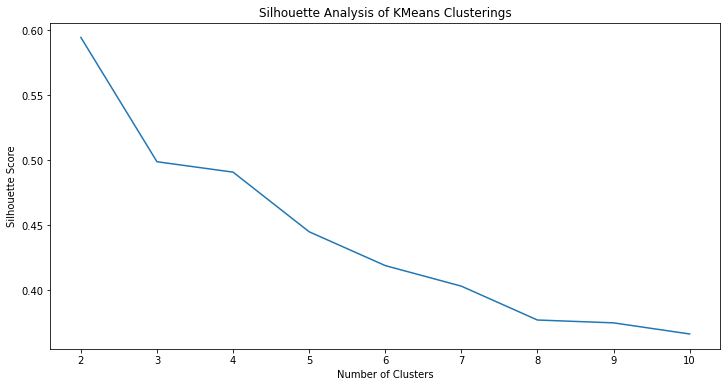 Silhouette Analysis of KMeans Clusterings
0.60
0.55
0.50
0.45
0.40
Silhouette Score
2 3 4 5 6 7 8 9 10
Number of Clusters